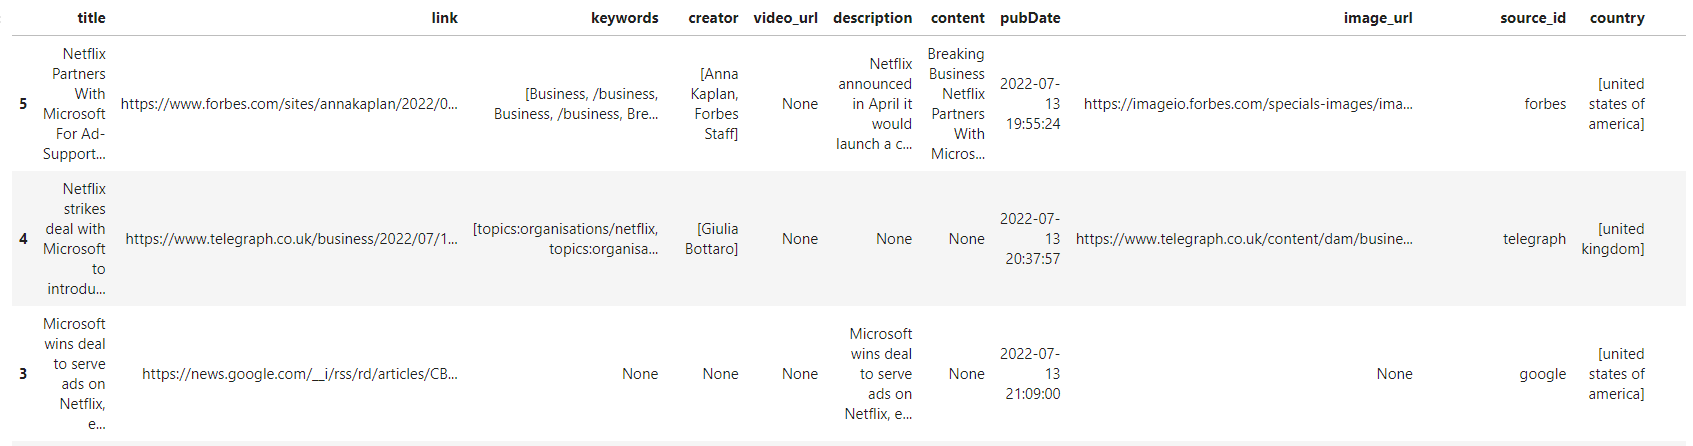 title link keywords creator video_url description content pubDate image_url source_id country
5 Netflix Partners With Microsoft For Ad-Support... https://www.forbes.com/sites/annakaplan/2022/0... [Business, /business, Business, /business, Bre... [Anna Kaplan, Forbes Staff] None Netflix announced in April it would launch a c... Breaking Business Netflix Partners With Micros... 2022-07-13 19:55:24 https://imageio.forbes.com/specials-images/ima... forbes [united states of america]
4 Netflix strikes deal with Microsoft to introdu... https://www.telegraph.co.uk/business/2022/07/1... [topics:organisations/netflix, topics:organisa... [Giulia Bottaro] None None None 2022-07-13 20:37:57 https://www.telegraph.co.uk/content/dam/busine... telegraph [united kingdom]
3 Microsoft wins deal to serve ads on Netflix, e... https://news.google.com/__i/rss/rd/articles/CB... None None None Microsoft wins deal to serve ads on Netflix, e... None 2022-07-13 21:09:00 None google [united states of america]